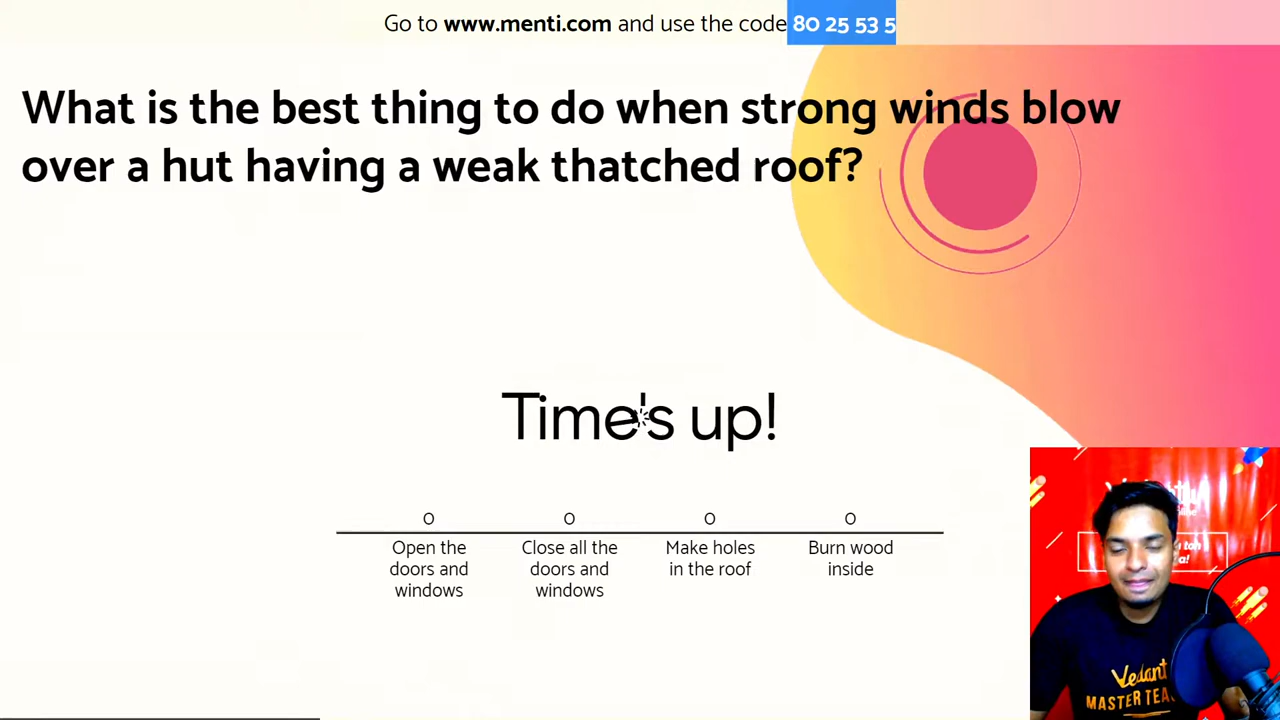 Go to www.menti.com and use the code 80 25 53 5
What is the best thing to do when strong winds blow
over a hut having a weak thatched roof?
Time's up!
0 0 0 0
Open the
doors and
windows
Close all the
doors and
windows
Make holes
in the roof
Burn wood
inside
Vedant
MASTER TEA